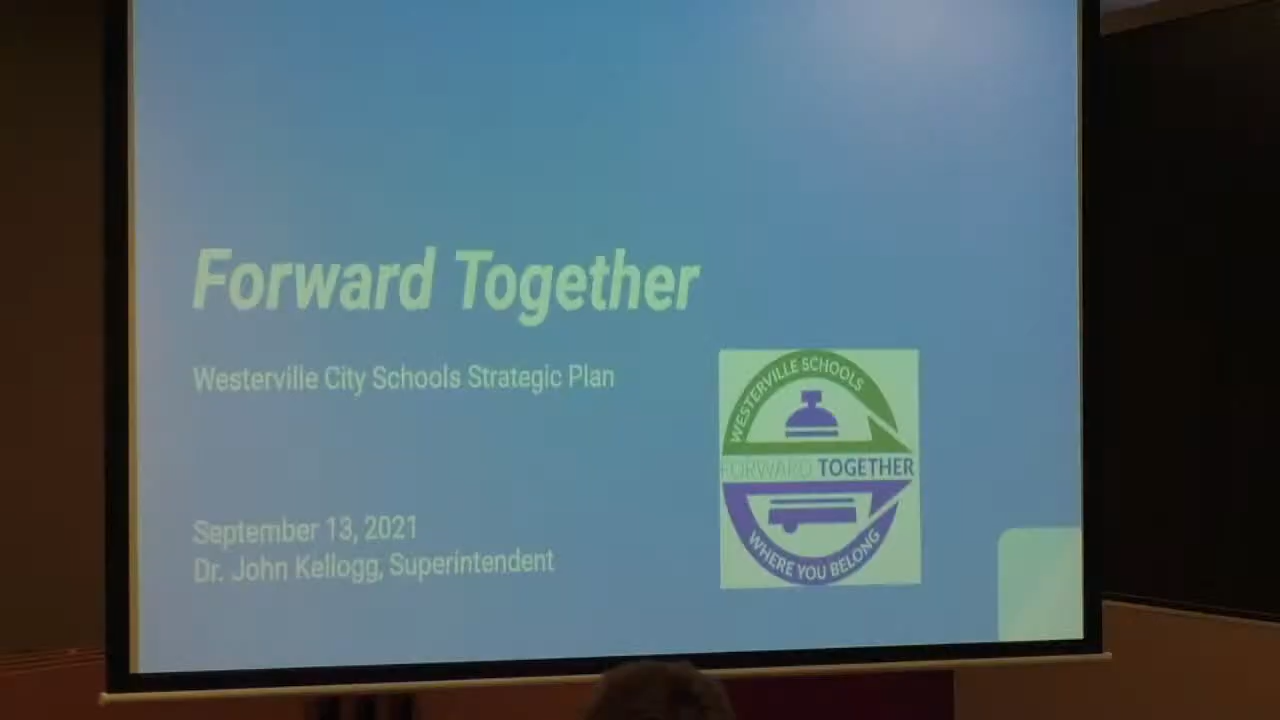 Forward Together
Westerville City Schools Strategic Plan
September 13, 2021
Dr. John Kellogg, Superintendent
WESTERVILLE SCHOOLS
FORWARD TOGETHER
WHERE YOU BELONG